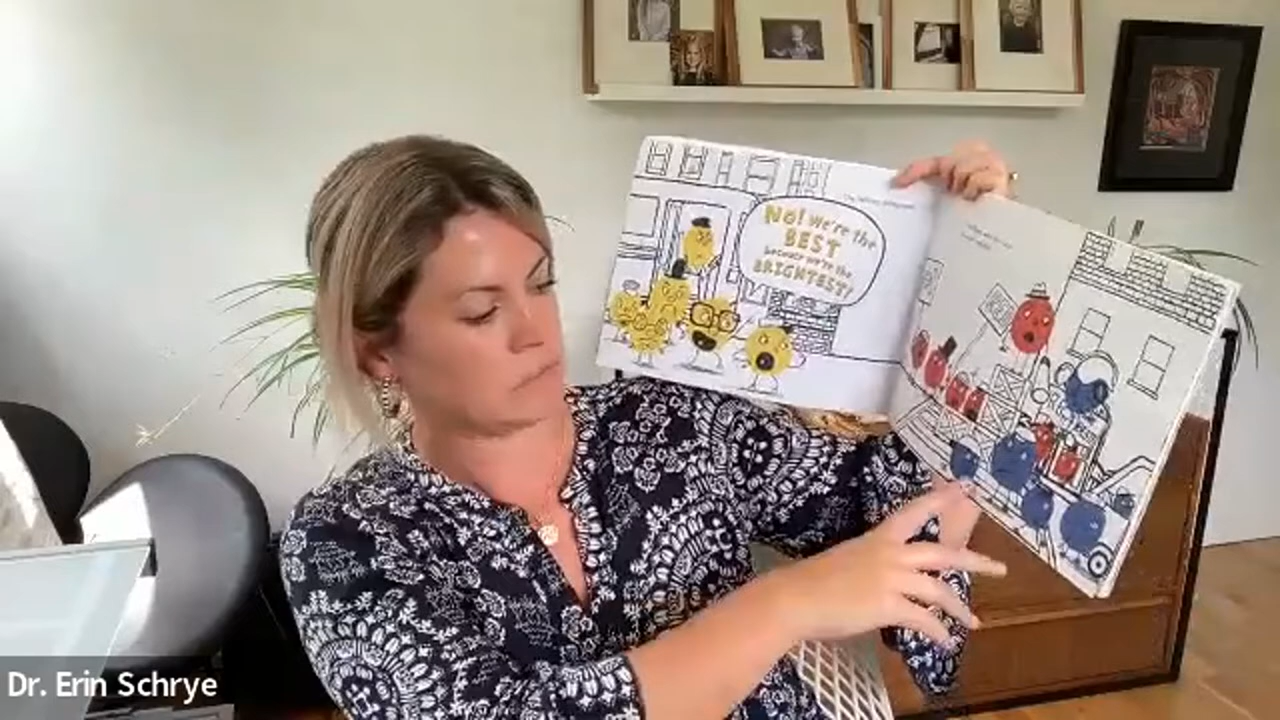 No! We're the
BEST
because we're the
BRIGHTEST!
Dr. Erin Schrye